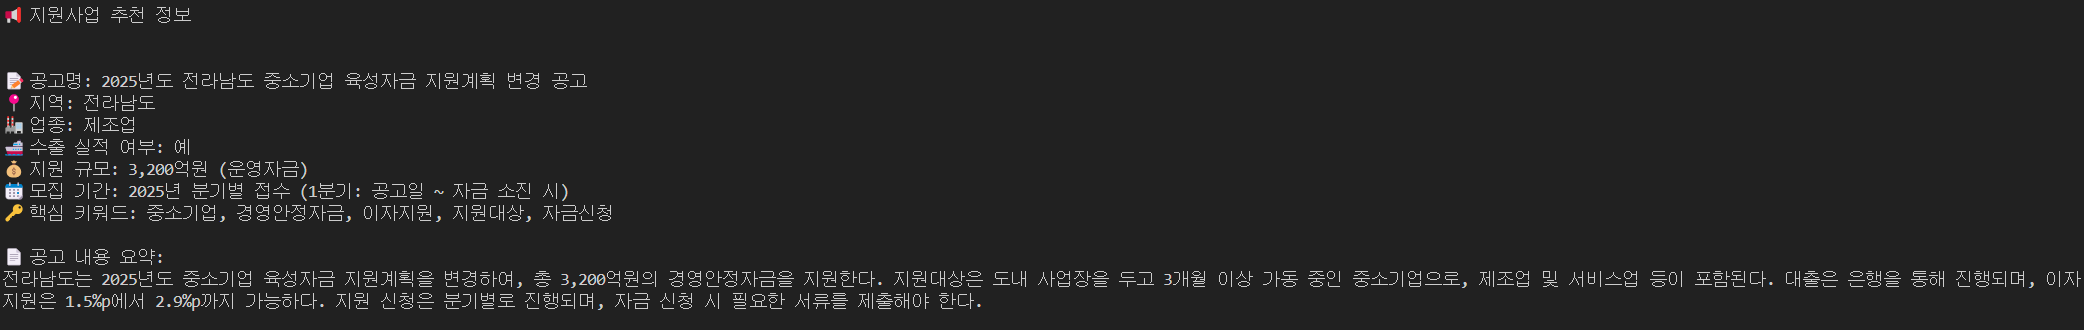 📢 지원사업 추천 정보
📝 공고명: 2025년도 전라남도 중소기업 육성자금 지원계획 변경 공고
📍 지역: 전라남도
🏭 업종: 제조업
🚢 수출 실적 여부: 예
💰 지원 규모: 3,200억원 (운영자금)
📅 모집 기간: 2025년 분기별 접수 (1분기: 공고일 ~ 자금 소진 시)
🔑 핵심 키워드: 중소기업, 경영안정자금, 이자지원, 지원대상, 자금신청
📄 공고 내용 요약:
전라남도는 2025년도 중소기업 육성자금 지원계획을 변경하여, 총 3,200억원의 경영안정자금을 지원한다. 지원대상은 도내 사업장을 두고 3개월 이상 가동 중인 중소기업으로, 제조업 및 서비스업 등이 포함된다. 대출은 은행을 통해 진행되며, 이자
지원은 1.5%p에서 2.9%p까지 가능하다. 지원 신청은 분기별로 진행되며, 자금 신청 시 필요한 서류를 제출해야 한다.